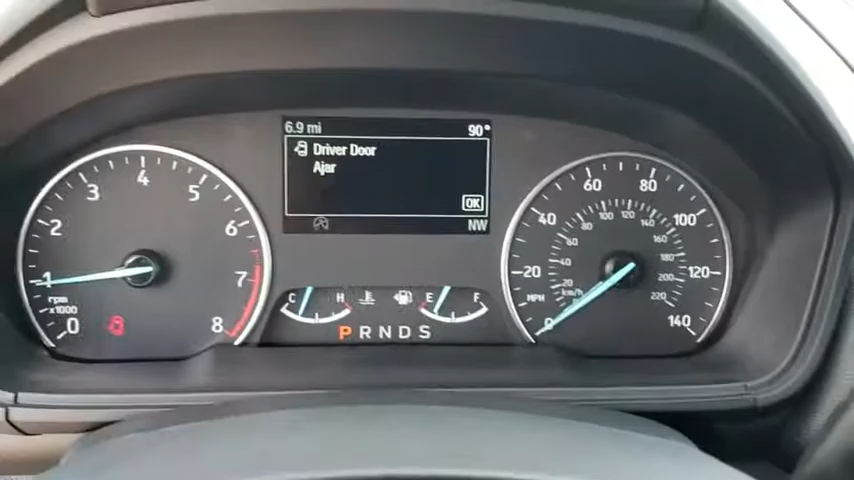 6.9 mi 90°
Driver Door
Ajar
OK
NW
0 1 2 3 4 5 6 7 8
rpm
x1000
C H
E F
P R N D S
0 20 40 60 80 100 120 140
MPH
km/h
20 40 60 80 100 120 140 160 180 200 220